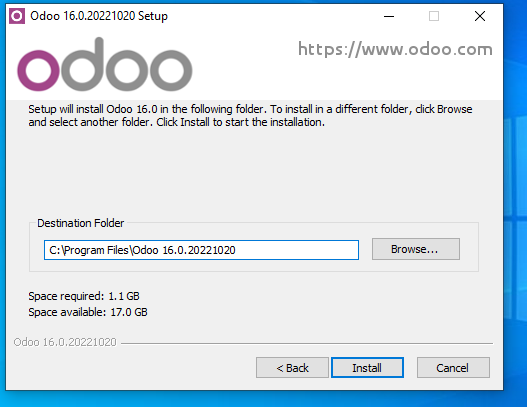 Odoo 16.0.20221020 Setup
odoo
https://www.odoo.com
Setup will install Odoo 16.0 in the following folder. To install in a different folder, click Browse
and select another folder. Click Install to start the installation.
Destination Folder
C:\Program Files\Odoo 16.0.20221020
Browse...
Space required: 1.1 GB
Space available: 17.0 GB
Odoo 16.0.20221020
< Back
Install
Cancel